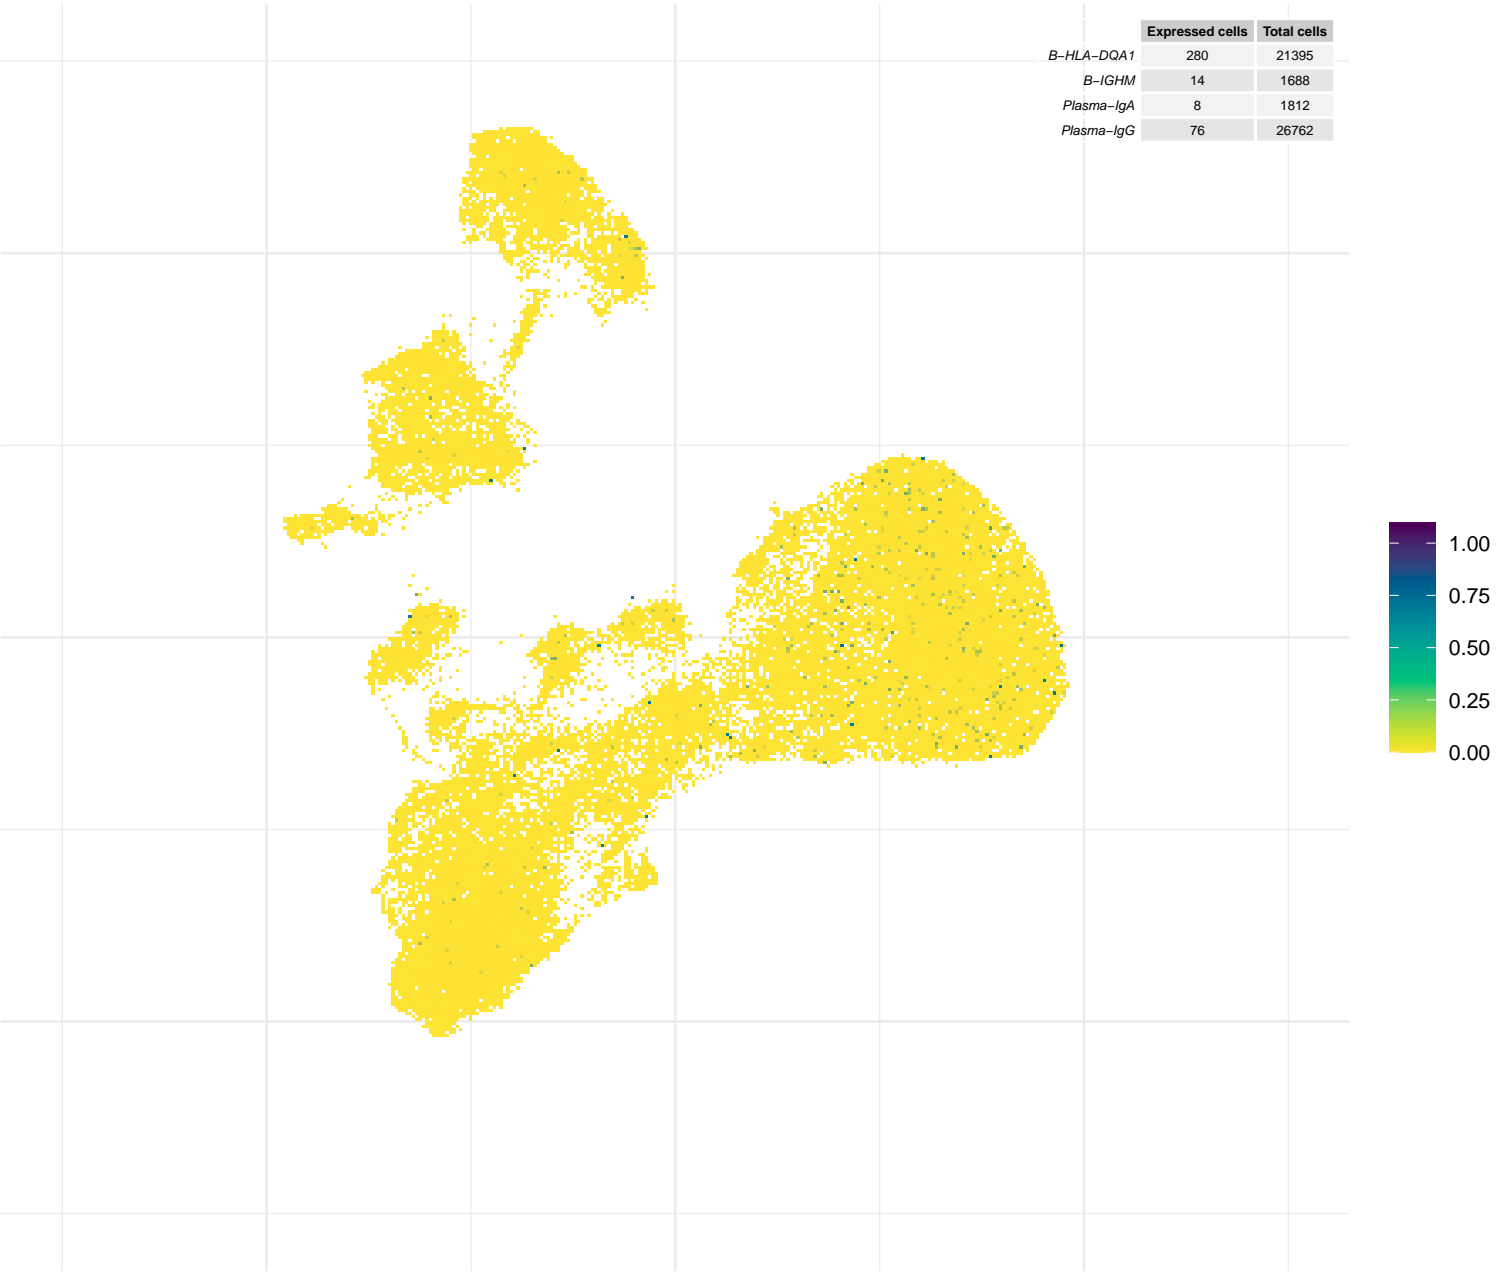 Expressed cells Total cells
B−HLA−DQA1 280 21395
B−IGHM 14 1688
Plasma−IgA 8 1812
Plasma−IgG 76 26762
1.00
0.75
0.50
0.25
0.00